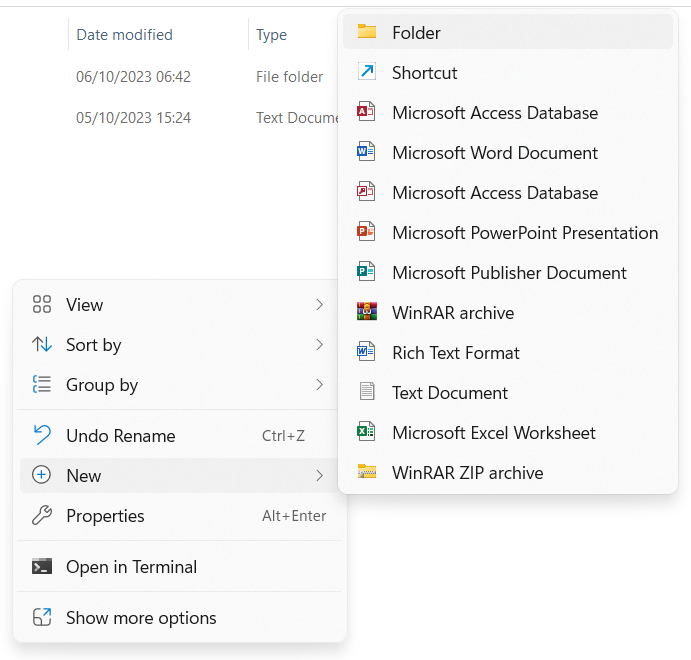 Date modified Type
06/10/2023 06:42 File folder
05/10/2023 15:24 Text
Folder
Shortcut
Microsoft Access Database
Microsoft Word Document
Microsoft Access Database
Microsoft PowerPoint Presentation
Microsoft Publisher Document
WinRAR archive
Rich Text Format
Text Document
Microsoft Excel Worksheet
WinRAR ZIP archive
View
Sort by
Group by
Undo Rename Ctrl+Z
New
Properties Alt+Enter
Open in Terminal
Show more options